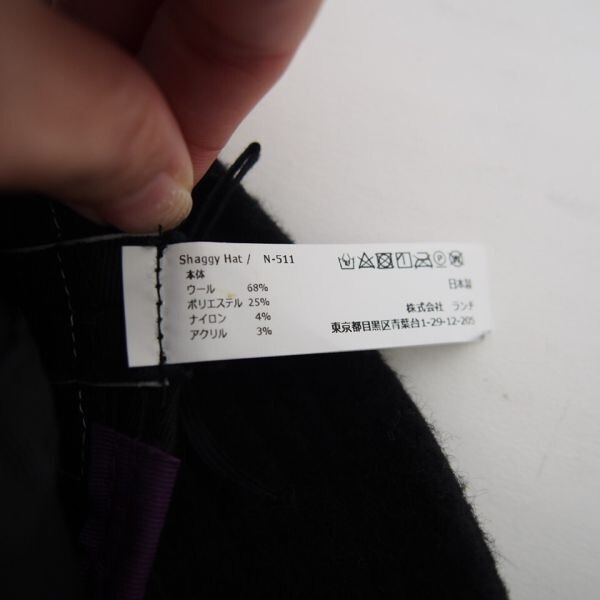 Shaggy Hat / N-511
本体
ウール 68%
ポリエステル 25%
ナイロン 4%
アクリル 3%
日本製
株式会社 ランチ
東京都目黒区青葉台1-29-12-205